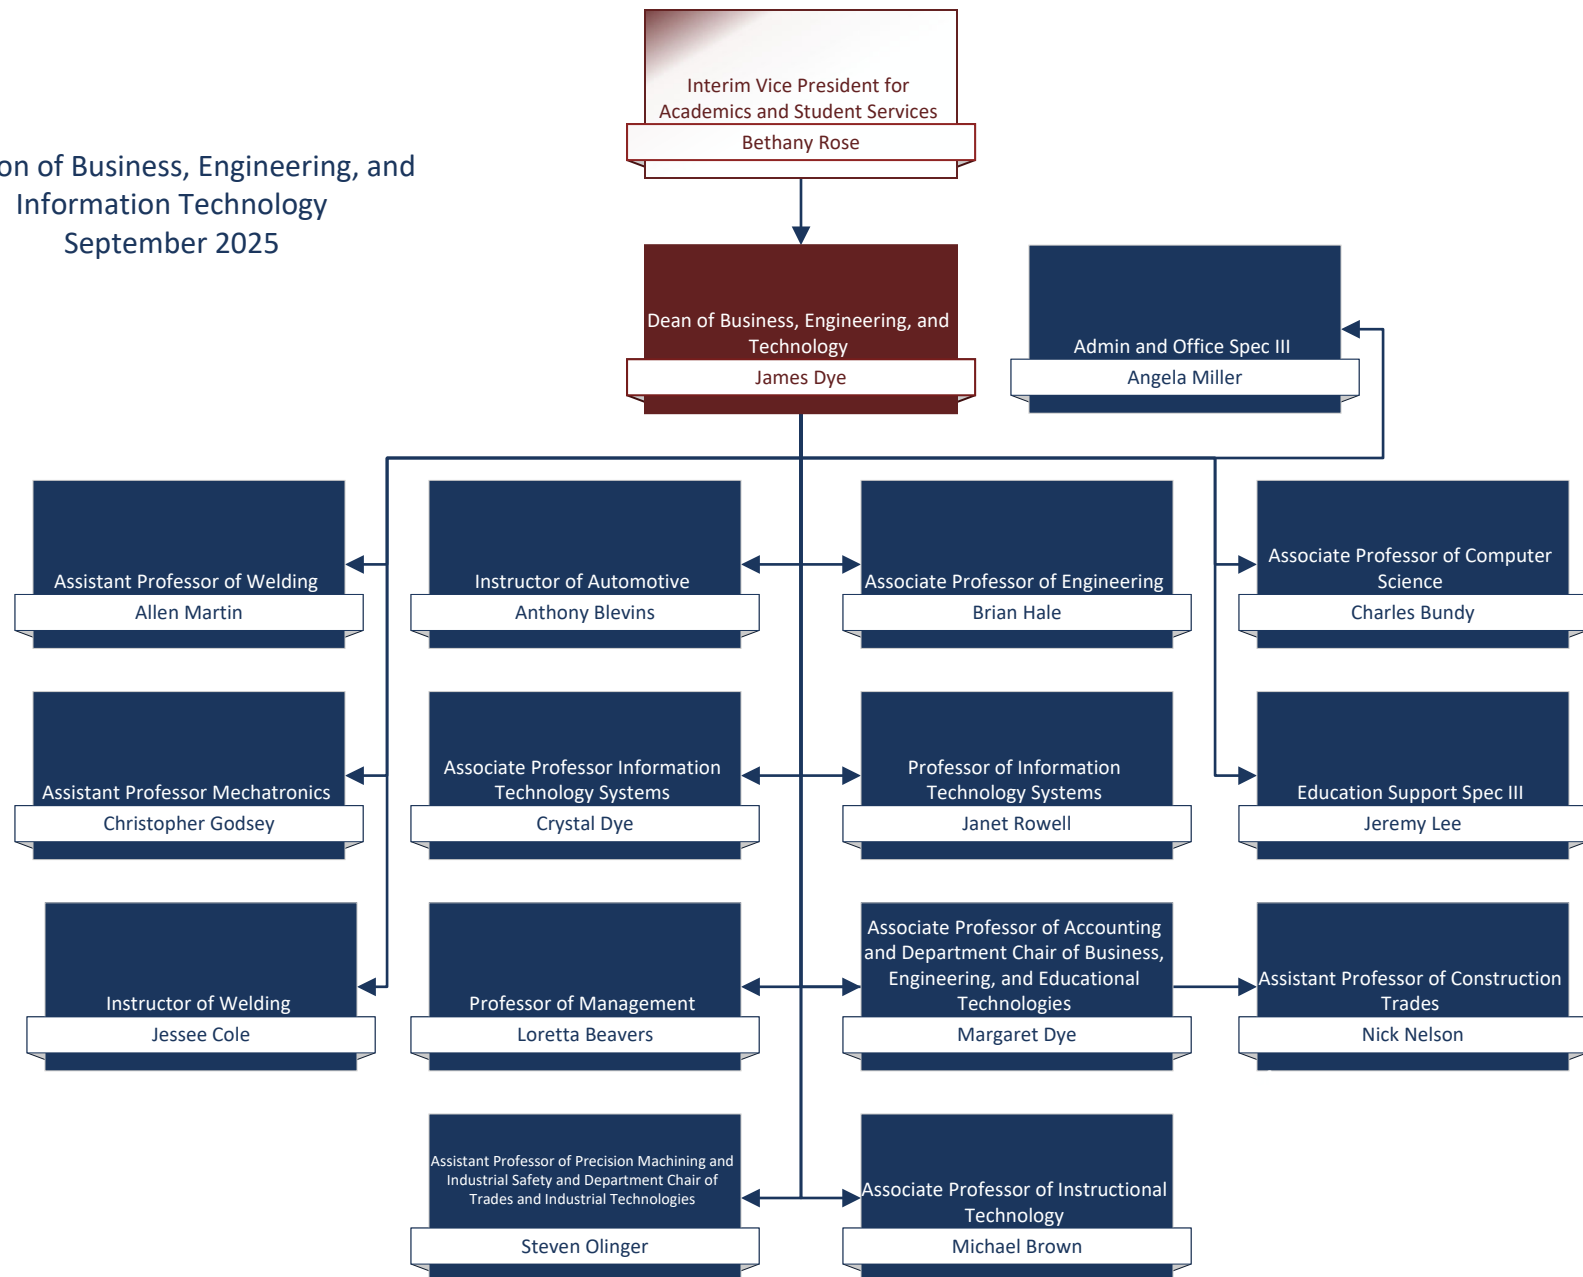 Interim Vice President for
Academics and Student Services
Bethany Rose
on of Business, Engineering, and
Information Technology
September 2025
Dean of Business, Engineering, and
Technology
James Dye
Admin and Office Spec III
Angela Miller
Assistant Professor of Welding
Allen Martin
Instructor of Automotive
Anthony Blevins
Associate Professor of Engineering
Brian Hale
Associate Professor of Computer
Science
Charles Bundy
Assistant Professor Mechatronics
Christopher Godsey
Associate Professor Information
Technology Systems
Crystal Dye
Professor of Information
Technology Systems
Janet Rowell
Education Support Spec III
Jeremy Lee
Instructor of Welding
Jessee Cole
Professor of Management
Loretta Beavers
Associate Professor of Accounting
and Department Chair of Business,
Engineering, and Educational
Technologies
Margaret Dye
Assistant Professor of Construction
Trades
Nick Nelson
Assistant Professor of Precision Machining and
Industrial Safety and Department Chair of
Trades and Industrial Technologies
Steven Olinger
Associate Professor of Instructional
Technology
Michael Brown